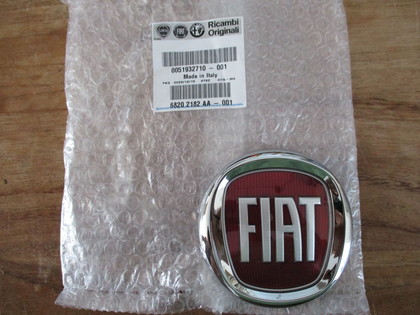 Ricambi
Originali
0051932710 - 001
Made in Italy
6820 2182 AA - 001
FIAT